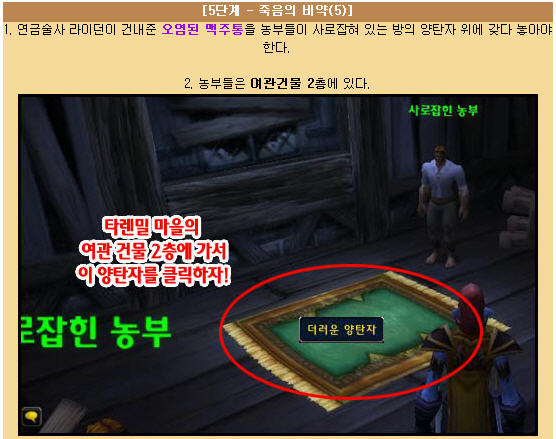 [5단계 - 죽음의 비약(5)]
1. 연금술사 라이던이 건내준 오염된 맥주통을 농부들이 사로잡혀 있는 방의 양탄자 위에 갖다 놓아야
한다.
2. 농부들은 여관건물 2층에 있다.
사로잡힌 농부
타렌밀 마을의
여관 건물 2층에 가서
이 양탄자를 클릭하자!
로잡힌 농부
더러운 양탄자